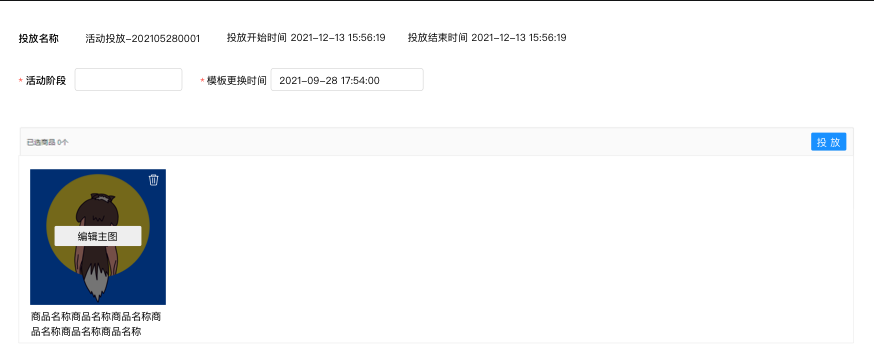 投放名称 活动投放-202105280001 投放开始时间 2021-12-13 15:56:19 投放结束时间 2021-12-13 15:56:19
* 活动阶段 * 模板更换时间 2021-09-28 17:54:00
已选商品 0个 投 放
编辑主图
商品名称商品名称商品名称商
品名称商品名称商品名称